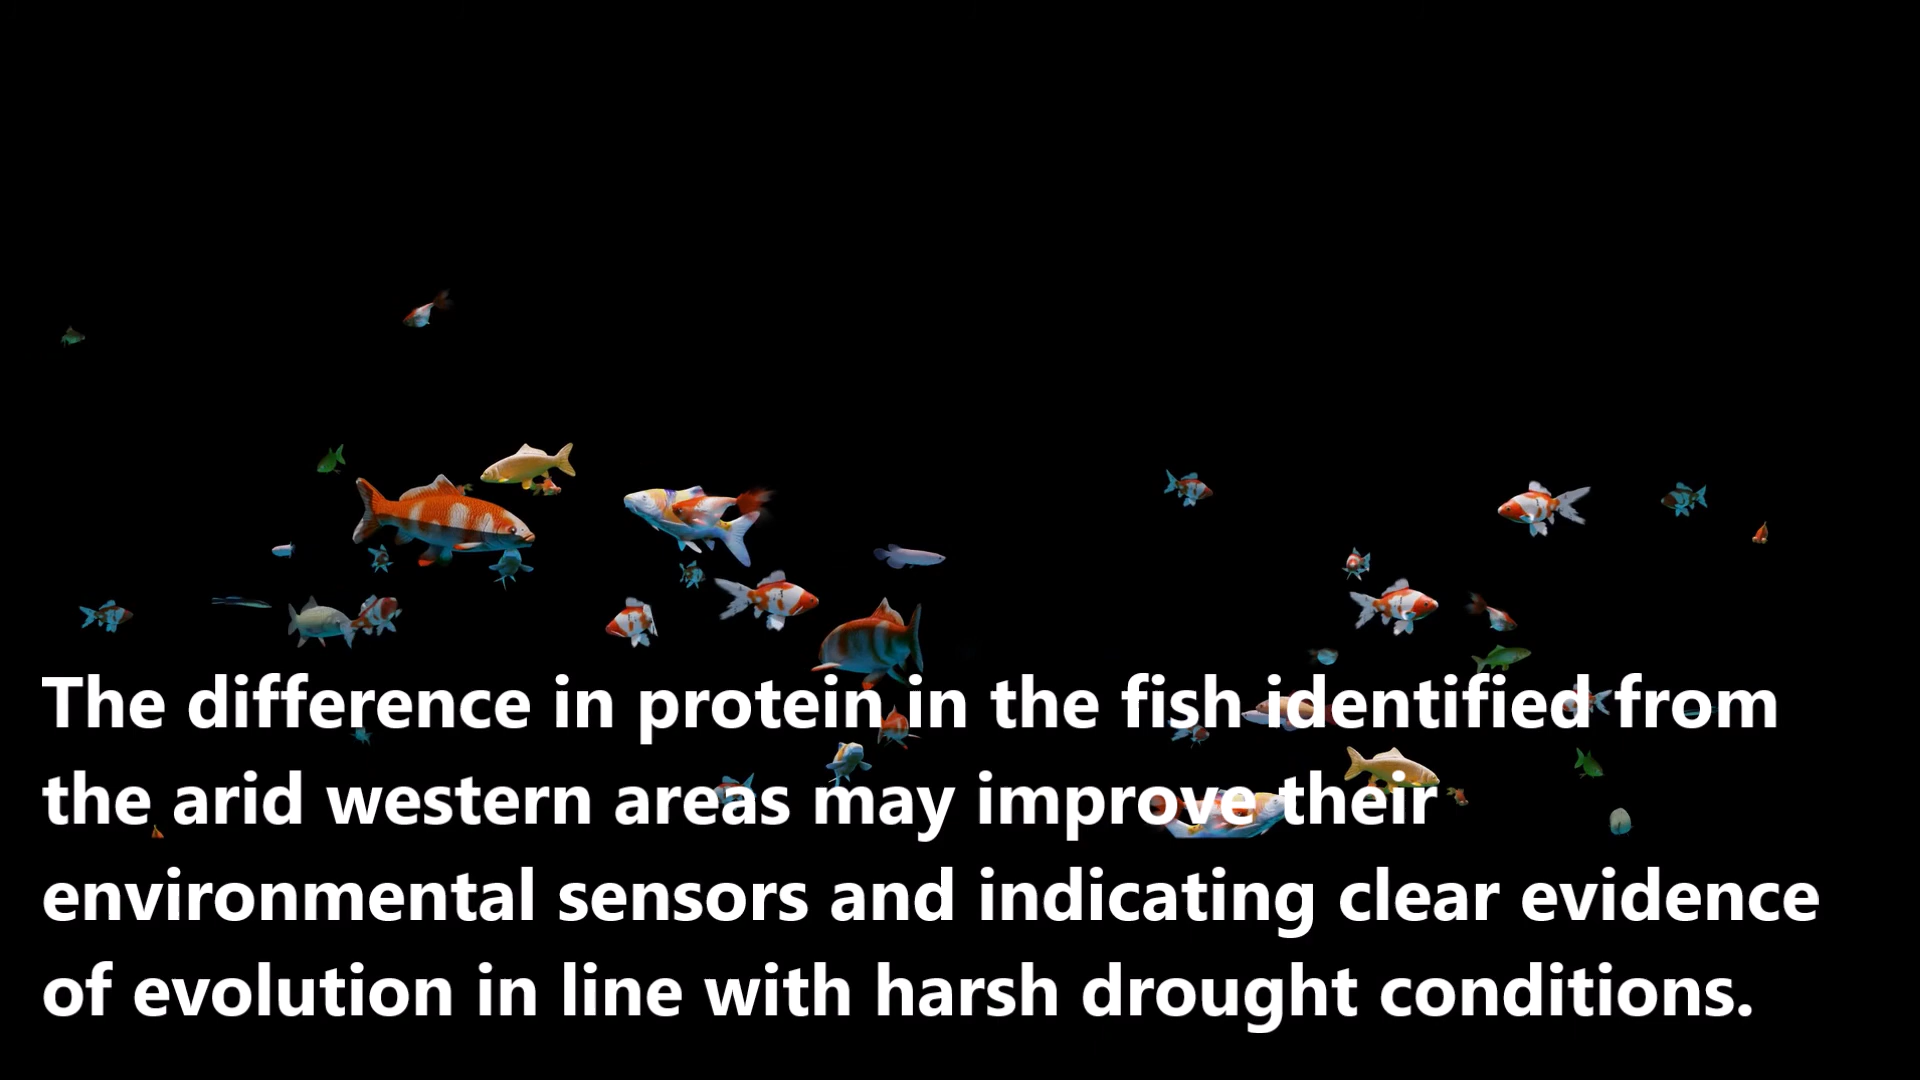 The difference in protein in the fish identified from
the arid western areas may improve their
environmental sensors and indicating clear evidence
of evolution in line with harsh drought conditions.